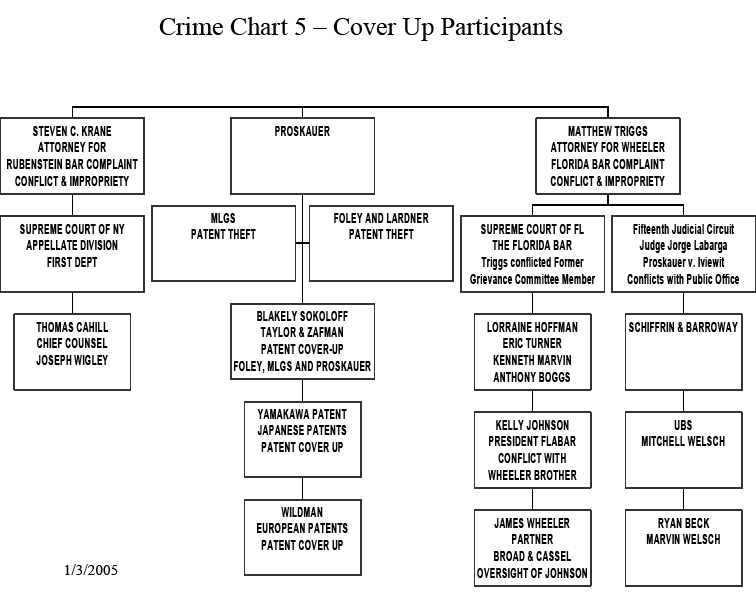 Crime Chart 5 – Cover Up Participants
STEVEN C. KRANE
ATTORNEY FOR
RUBENSTEIN BAR COMPLAINT
CONFLICT & IMPROPRIETY
PROSKAUER
MATTHEW TRIGGS
ATTORNEY FOR WHEELER
FLORIDA BAR COMPLAINT
CONFLICT & IMPROPRIETY
SUPREME COURT OF NY
APPELLATE DIVISION
FIRST DEPT
MLGS
PATENT THEFT
FOLEY AND LARDNER
PATENT THEFT
SUPREME COURT OF FL
THE FLORIDA BAR
Triggs conflicted Former
Grievance Committee Member
Fifteenth Judicial Circuit
Judge Jorge Labarga
Proskauer v. Iviewit
Conflicts with Public Office
THOMAS CAHILL
CHIEF COUNSEL
JOSEPH WIGLEY
BLAKELY SOKOLOFF
TAYLOR & ZAFMAN
PATENT COVER-UP
FOLEY, MLGS AND PROSKAUER
LORRAINE HOFFMAN
ERIC TURNER
KENNETH MARVIN
ANTHONY BOGGS
SCHIFFRIN & BARROWAY
YAMAKAWA PATENT
JAPANESE PATENTS
PATENT COVER UP
KELLY JOHNSON
PRESIDENT FLABAR
CONFLICT WITH
WHEELER BROTHER
UBS
MITCHELL WELSCH
WILDMAN
EUROPEAN PATENTS
PATENT COVER UP
JAMES WHEELER
PARTNER
BROAD & CASSEL
OVERSIGHT OF JOHNSON
RYAN BECK
MARVIN WELSCH
1/3/2005